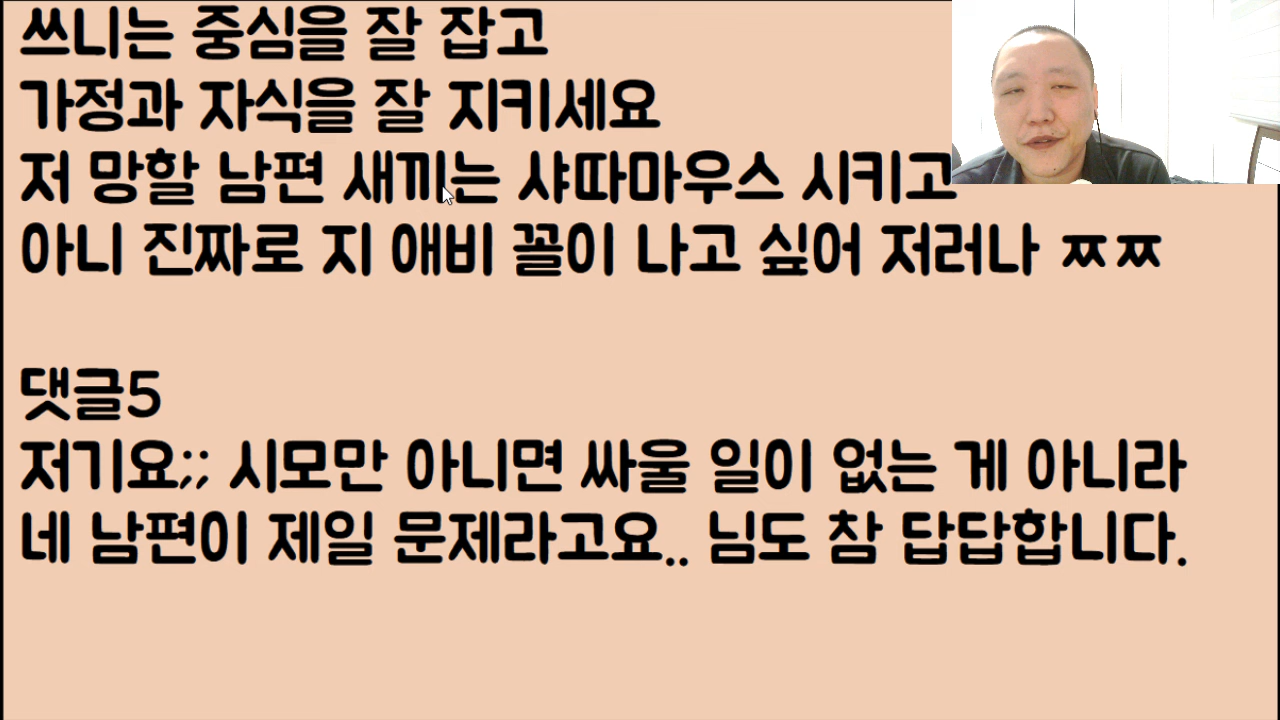 쓰니는 중심을 잘 잡고
가정과 자식을 잘 지키세요
저 망할 남편 새끼는 샤따마우스 시키고
아니 진짜로 지 애비 꼴이 나고 싶어 저러나 ㅉㅉ
댓글5
저기요;; 시모만 아니면 싸울 일이 없는 게 아니라
네 남편이 제일 문제라고요.. 님도 참 답답합니다.